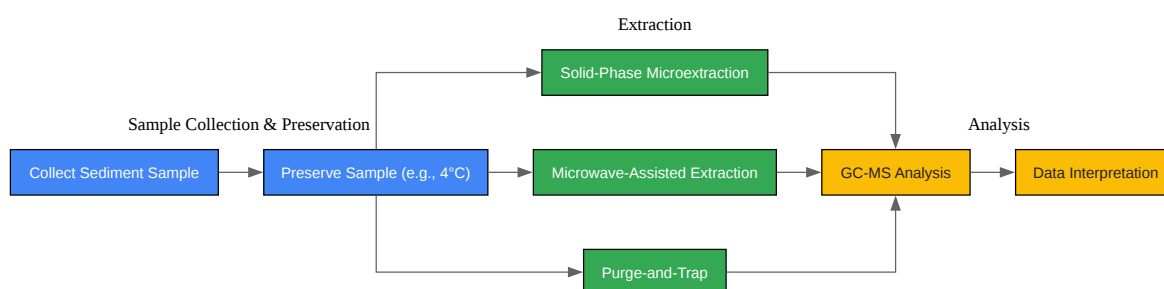 Extraction
Solid-Phase Microextraction
Sample Collection & Preservation
Analysis
Collect Sediment Sample
Preserve Sample (e.g., 4°C)
Microwave-Assisted Extraction
GC-MS Analysis
Data Interpretation
Purge-and-Trap